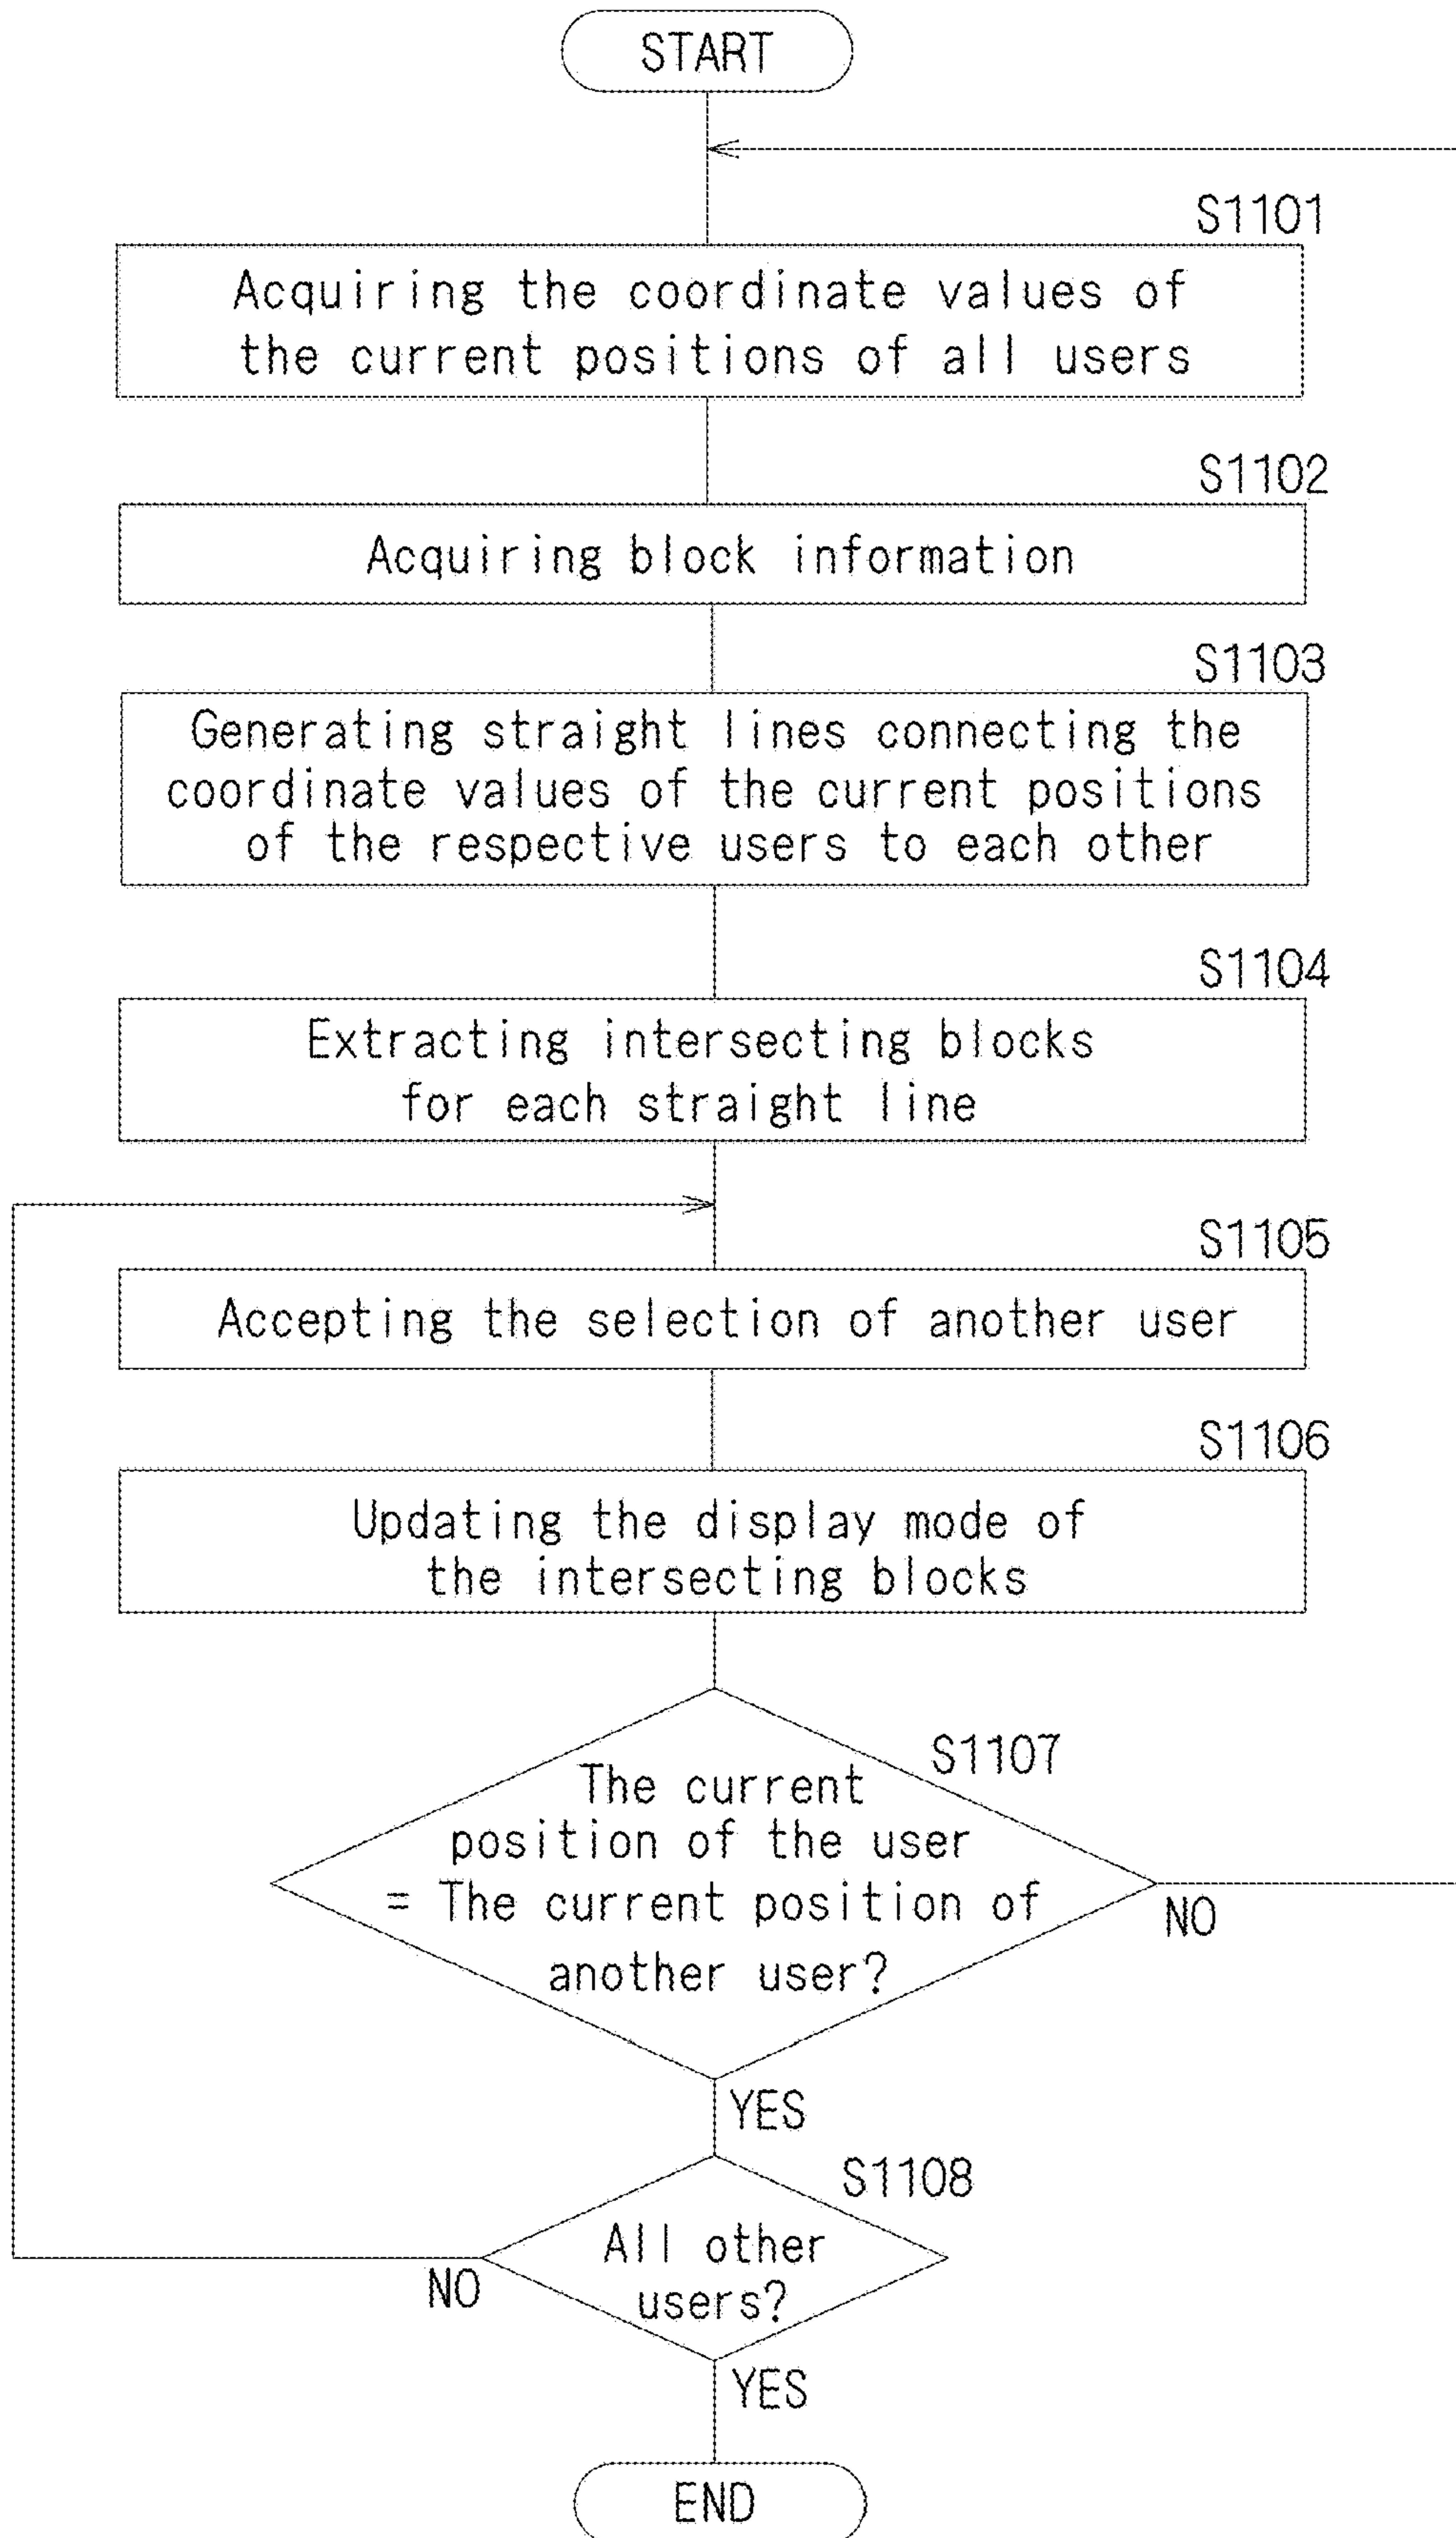 START
S1101
Acquiring the coordinate values of
the current positions of all users
S1102
Acquiring block information
S1103
Generating straight lines connecting the
coordinate values of the current positions
of the respective users to each other
S1104
Extracting intersecting blocks
for each straight line
S1105
Accepting the selection of another user
S1106
Updating the display mode of
the intersecting blocks
S1107
The current
position of the user
= The current position of
another user?
NO
YES
S1108
All other
users?
NO
YES
END